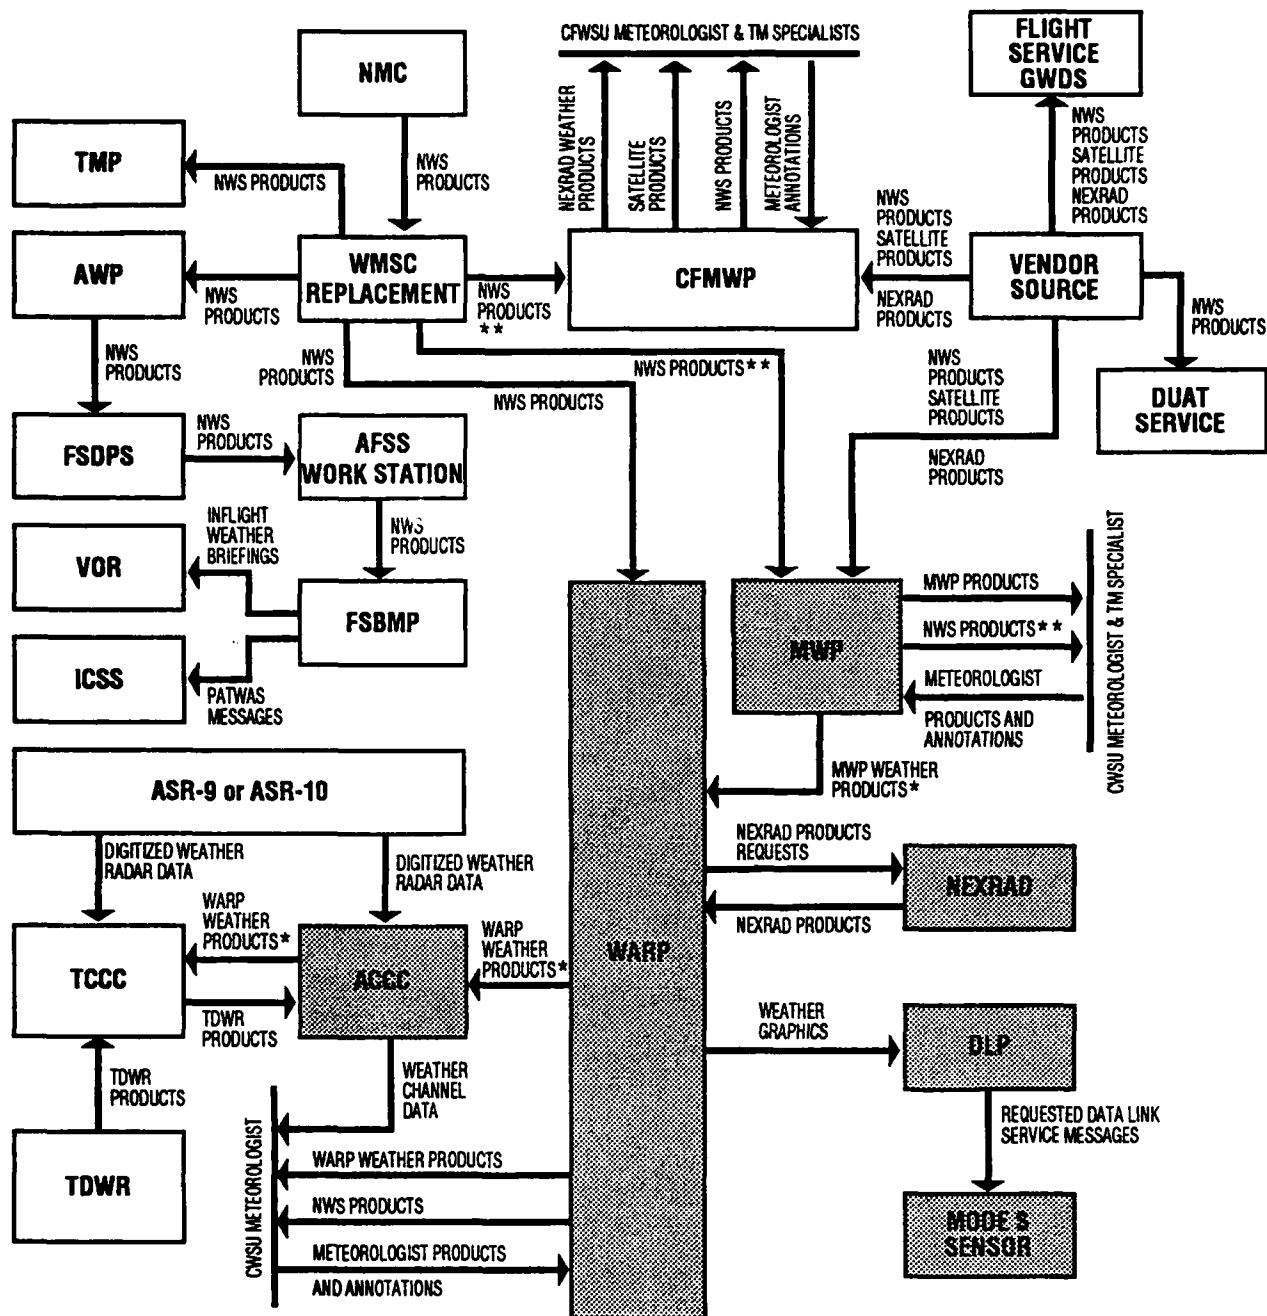 CFWSU METEOROLOGIST & TM SPECIALISTS
FLIGHT
SERVICE
GWDS
NMC
TMP
NWS PRODUCTS
NWS
PRODUCTS
NEXRAD WEATHER
PRODUCTS
SATELLITE
PRODUCTS
NWS PRODUCTS
METEOROLOGIST
ANNOTATIONS
NWS
PRODUCTS
SATELLITE
PRODUCTS
NEXRAD
PRODUCTS
AWP
NWS
PRODUCTS
WMSC
REPLACEMENT
NWS
PRODUCTS
**
CFMWP
NWS
PRODUCTS
SATELLITE
PRODUCTS
NEXRAD
PRODUCTS
VENDOR
SOURCE
NWS
PRODUCTS
DUAT
SERVICE
NWS
PRODUCTS
NWS
PRODUCTS
NWS PRODUCTS
NWS PRODUCTS**
NWS
PRODUCTS
SATELLITE
PRODUCTS
NEXRAD
PRODUCTS
FSDPS
NWS
PRODUCTS
AFSS
WORK STATION
NWS
PRODUCTS
VOR
INFLIGHT
WEATHER
BRIEFINGS
FSBMP
ICSS
PATWAS
MESSAGES
MWP
MWP PRODUCTS
NWS PRODUCTS**
METEOROLOGIST
PRODUCTS AND
ANNOTATIONS
CWSU METEOROLOGIST & TM SPECIALIST
MWP WEATHER
PRODUCTS*
ASR-9 or ASR-10
DIGITIZED WEATHER
RADAR DATA
DIGITIZED WEATHER
RADAR DATA
NEXRAD PRODUCTS
REQUESTS
NEXRAD
NEXRAD PRODUCTS
TCCC
WARP
WEATHER
PRODUCTS*
TDWR
PRODUCTS
ACCC
WARP
WEATHER
PRODUCTS*
WARP
WEATHER
GRAPHICS
DLP
REQUESTED DATA LINK
SERVICE MESSAGES
MODE S
SENSOR
TDWR
PRODUCTS
TDWR
WEATHER
CHANNEL
DATA
CWSU METEOROLOGIST
WARP WEATHER PRODUCTS
NWS PRODUCTS
METEOROLOGIST PRODUCTS
AND ANNOTATIONS